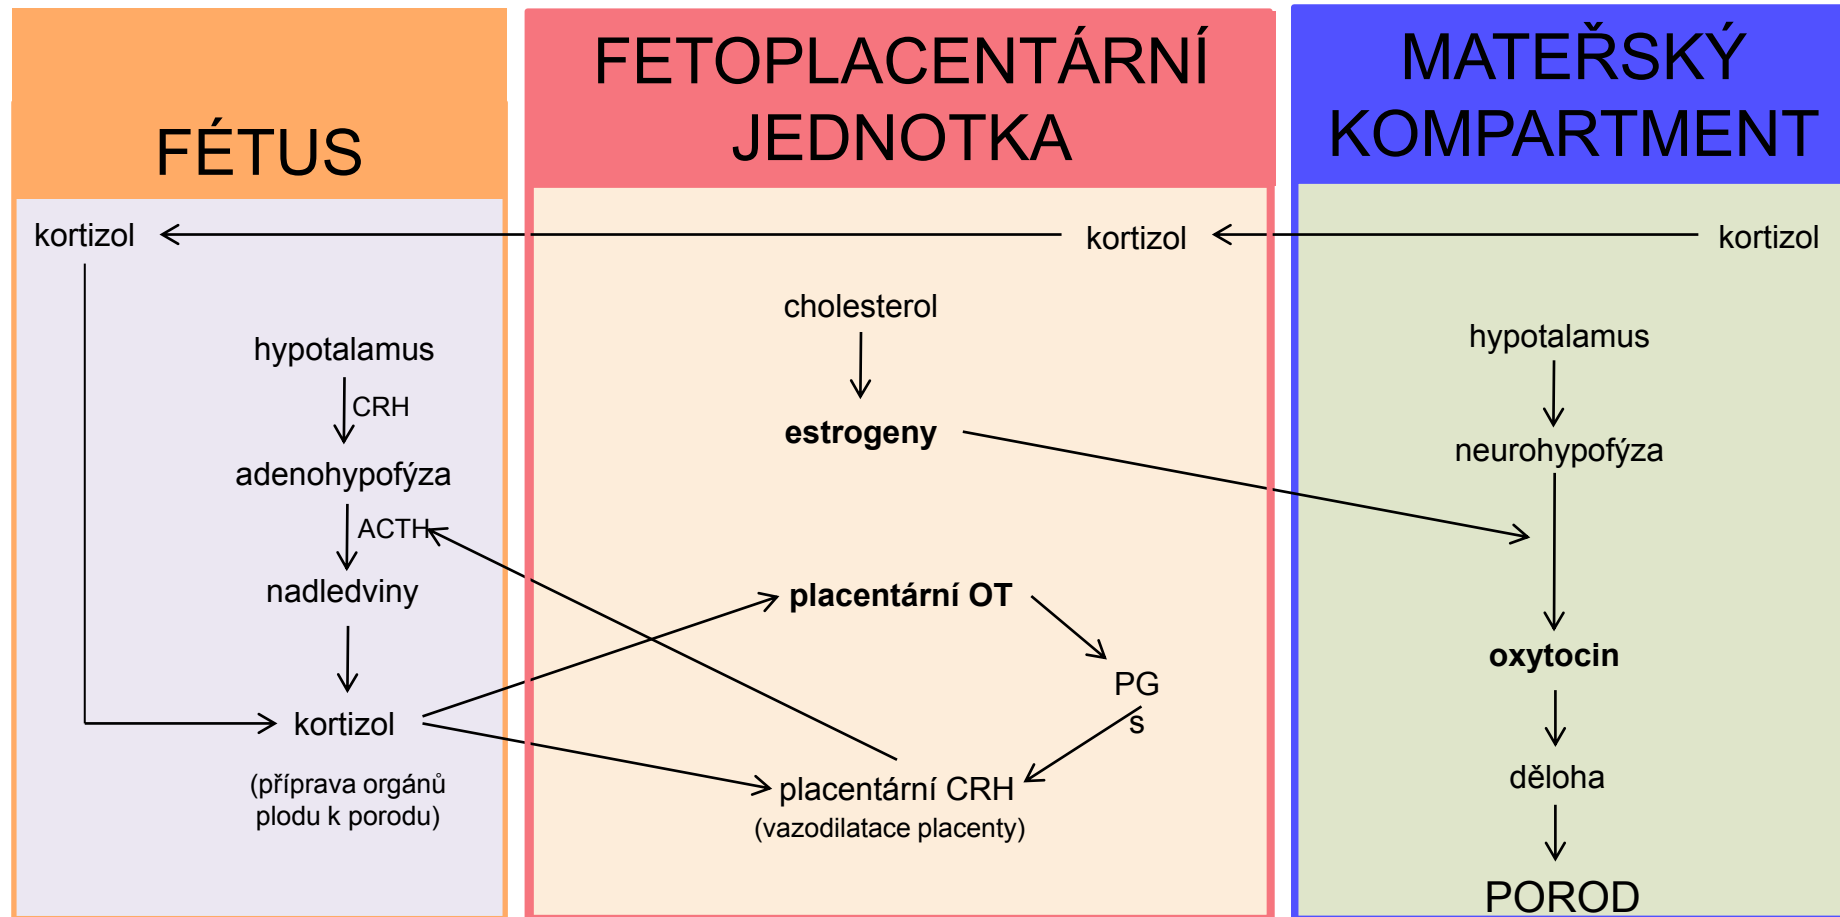 FÉTUS
kortizol
hypotalamus
CRH
adenohypofýza
ACTH
nadledviny
kortizol
(příprava orgánů
plodu k porodu)
FETOPLACENTÁRNÍ
JEDNOTKA
kortizol
cholesterol
estrogeny
placentární OT
PG
s
placentární CRH
(vazodilatace placenty)
MATEŘSKÝ
KOMPARTMENT
kortizol
hypotalamus
neurohypofýza
oxytocin
děloha
POROD